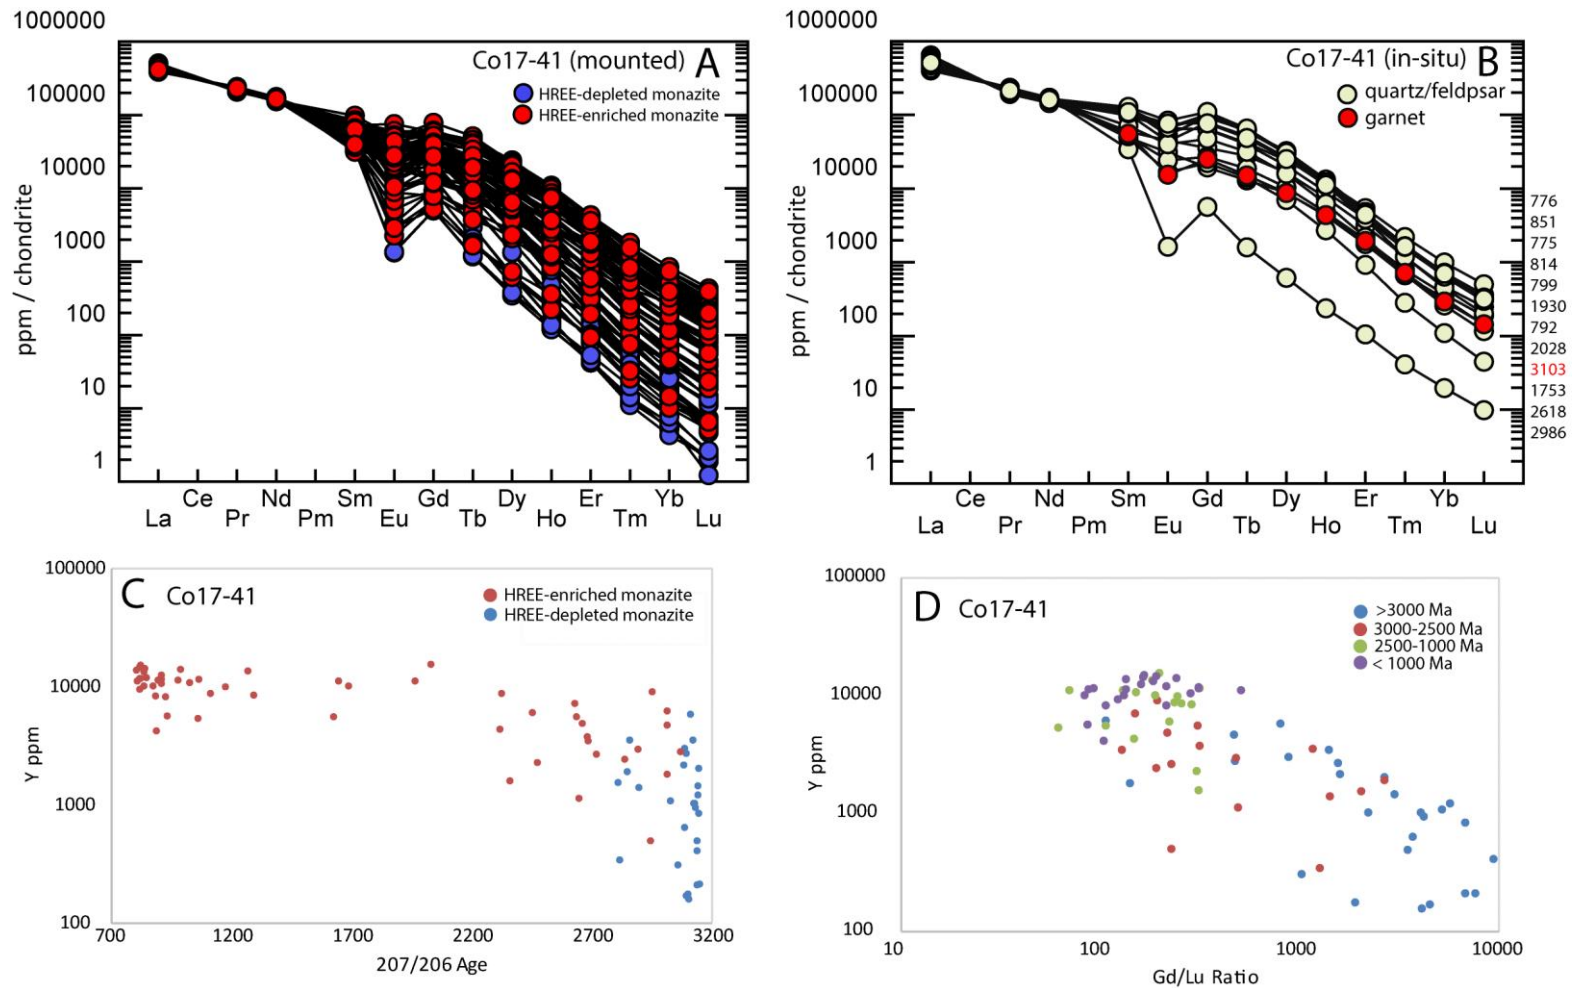 1000000
100000
10000
1000
100
10
1
ppm / chondrite
Co17-41 (mounted) A
HREE-depleted monazite
HREE-enriched monazite
Ce Nd Sm Gd Dy Er Yb
La Pr Pm Eu Tb Ho Tm Lu
1000000
100000
10000
1000
100
10
1
ppm / chondrite
Co17-41 (in-situ) B
quartz/feldpsar
garnet
776
851
775
814
799
1930
792
2028
3103
1753
2618
2986
Ce Nd Sm Gd Dy Er Yb
La Pr Pm Eu Tb Ho Tm Lu
100000
10000
1000
100
Y ppm
C Co17-41
HREE-enriched monazite
HREE-depleted monazite
700 1200 1700 2200 2700 3200
207/206 Age
100000
10000
1000
100
Y ppm
D Co17-41
>3000 Ma
3000-2500 Ma
2500-1000 Ma
< 1000 Ma
10 100 1000 10000
Gd/Lu Ratio